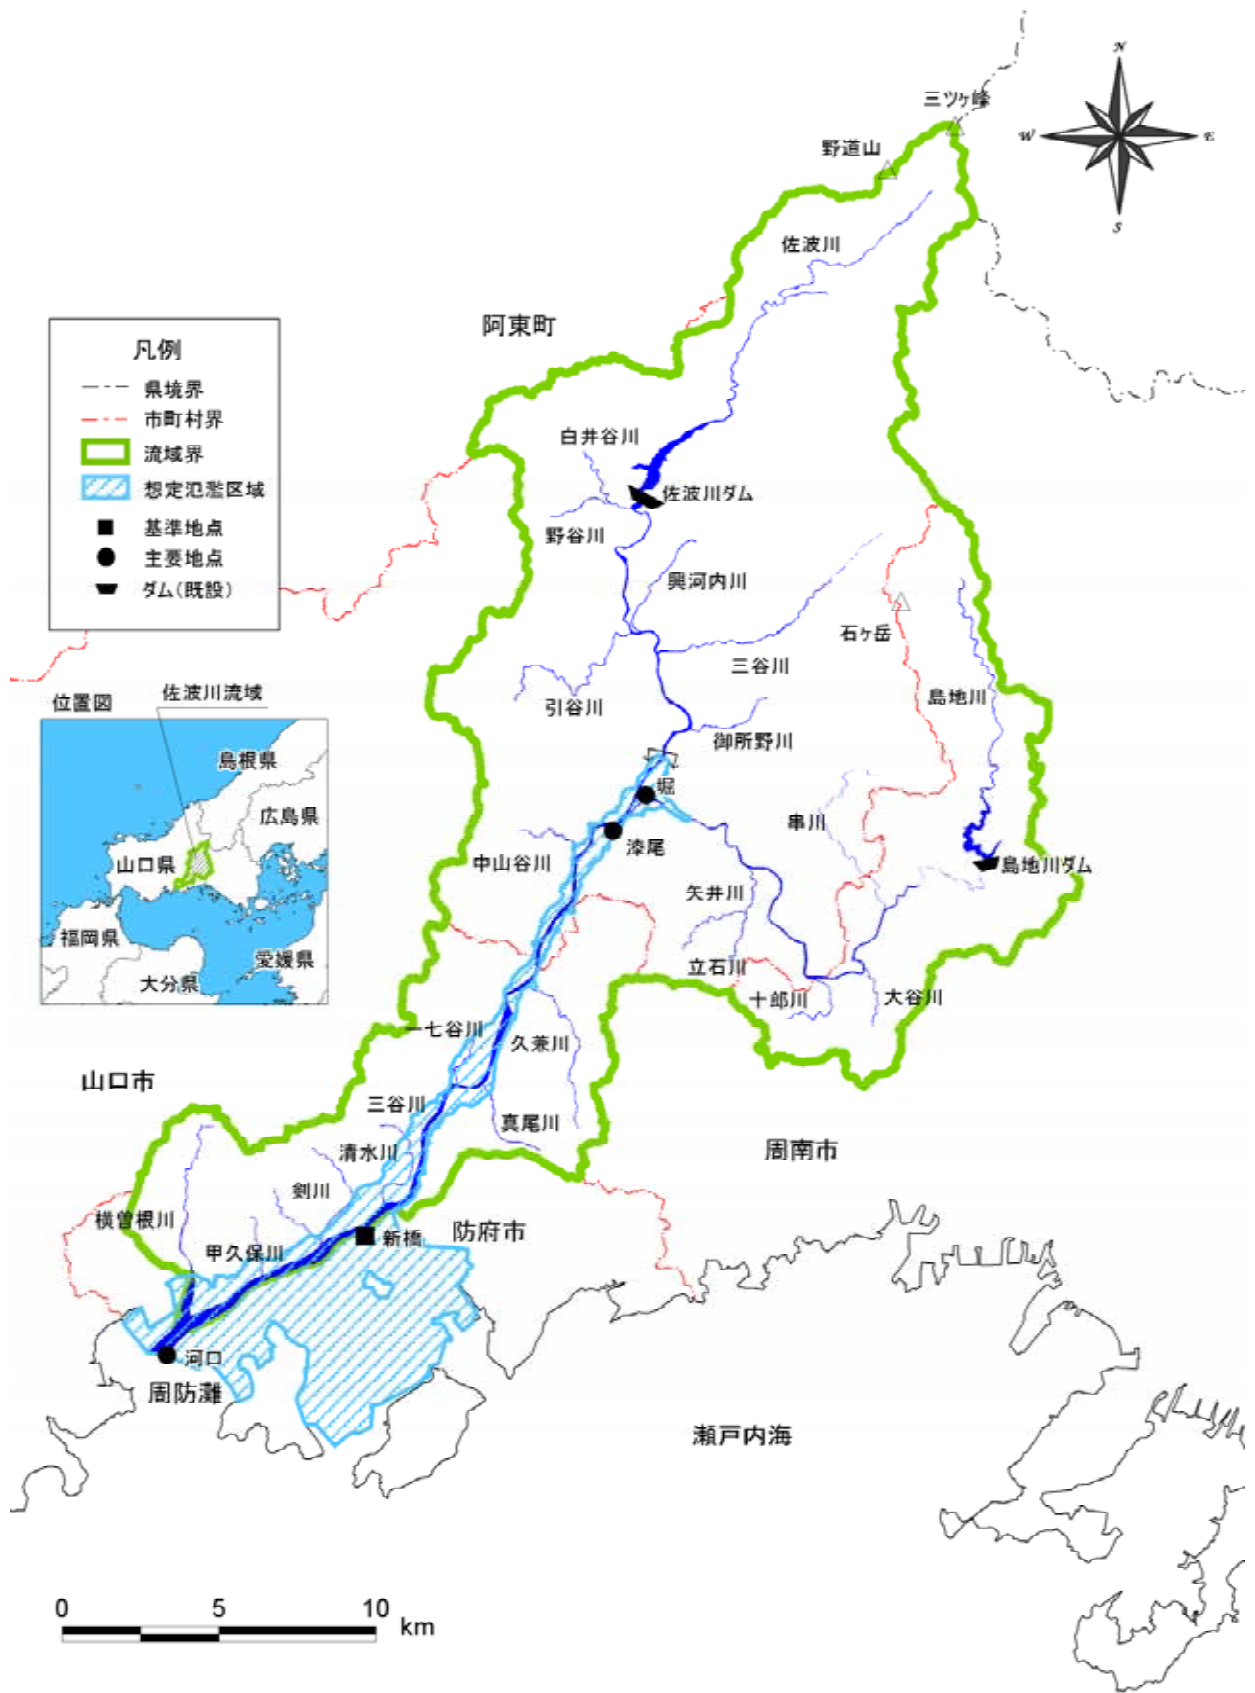 N
三ツヶ峰
野道山
W
E
S
佐波川
阿東町
凡例
県境界
市町村界
流域界
想定氾濫区域
基準地点
主要地点
ダム(既設)
白井谷川
佐波川ダム
野谷川
興河内川
石ヶ岳
三谷川
島地川
引谷川
御所野川
位置図
佐波川流域
島根県
広島県
山口県
福岡県
愛媛県
大分県
堀
漆尾
串川
島地川ダム
中山谷川
矢井川
立石川
十郎川
大谷川
一七谷川
久兼川
山口市
三谷川
真尾川
清水川
周南市
剣川
横曽根川
新橋
防府市
甲久保川
河口
周防灘
瀬戸内海
0 5 10 km